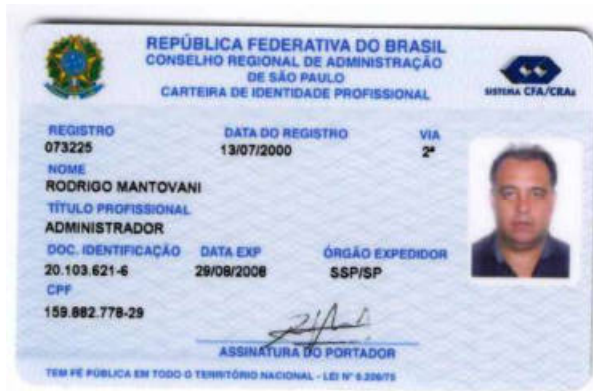 REPÚBLICA FEDERATIVA DO BRASIL
CONSELHO REGIONAL DE ADMINISTRAÇÃO
DE SÃO PAULO
CARTEIRA DE IDENTIDADE PROFISSIONAL
SISTEMA CFA/CRAs
REGISTRO DATA DO REGISTRO VIA
073225 13/07/2000 2ª
NOME
RODRIGO MANTOVANI
TÍTULO PROFISSIONAL
ADMINISTRADOR
DOC. IDENTIFICAÇÃO DATA EXP ÓRGÃO EXPEDIDOR
20.103.621-6 29/08/2008 SSP/SP
CPF
159.882.778-29
ASSINATURA DO PORTADOR
TEM FÉ PÚBLICA EM TODO O TERRITÓRIO NACIONAL - LEI Nº 6.206/75